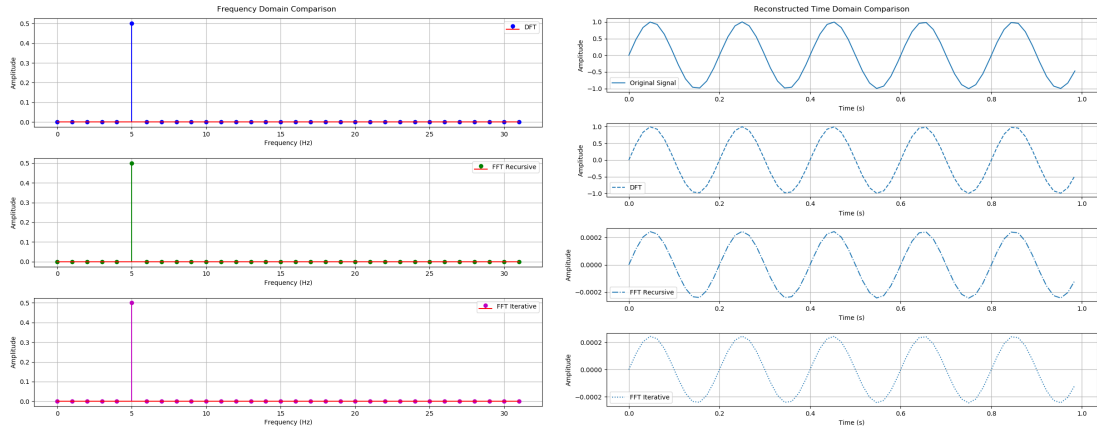 Frequency Domain Comparison
Amplitude
0.5
0.4
0.3
0.2
0.1
0.0
DFT
0 5 10 15 20 25 30
Frequency (Hz)
Amplitude
0.5
0.4
0.3
0.2
0.1
0.0
FFT Recursive
0 5 10 15 20 25 30
Frequency (Hz)
Amplitude
0.5
0.4
0.3
0.2
0.1
0.0
FFT Iterative
0 5 10 15 20 25 30
Frequency (Hz)
Reconstructed Time Domain Comparison
Amplitude
1.0
0.5
0.0
−0.5
−1.0
Original Signal
0.0 0.2 0.4 0.6 0.8 1.0
Time (s)
Amplitude
1.0
0.5
0.0
−0.5
−1.0
DFT
0.0 0.2 0.4 0.6 0.8 1.0
Time (s)
Amplitude
0.0002
0.0000
−0.0002
FFT Recursive
0.0 0.2 0.4 0.6 0.8 1.0
Time (s)
Amplitude
0.0002
0.0000
−0.0002
FFT Iterative
0.0 0.2 0.4 0.6 0.8 1.0
Time (s)